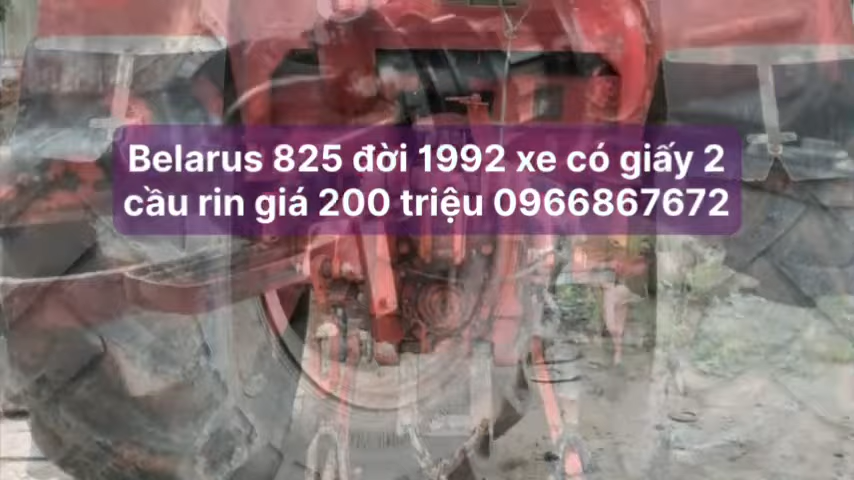 Belarus 825 đời 1992 xe có giấy 2
cầu rin giá 200 triệu 0966867672